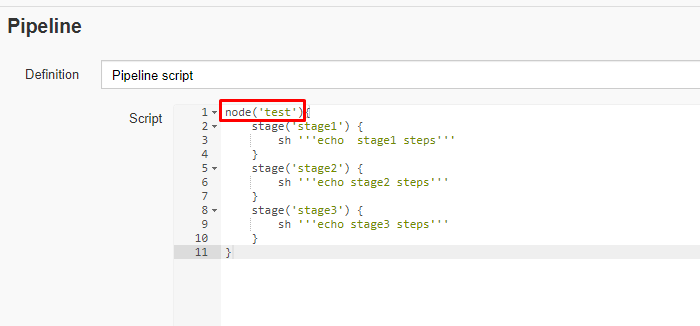 Pipeline
Definition Pipeline script
Script
1 node('test'){
2     stage('stage1') {
3         sh '''echo  stage1 steps'''
4     }
5     stage('stage2') {
6         sh '''echo stage2 steps'''
7     }
8     stage('stage3') {
9         sh '''echo stage3 steps'''
10     }
11 }